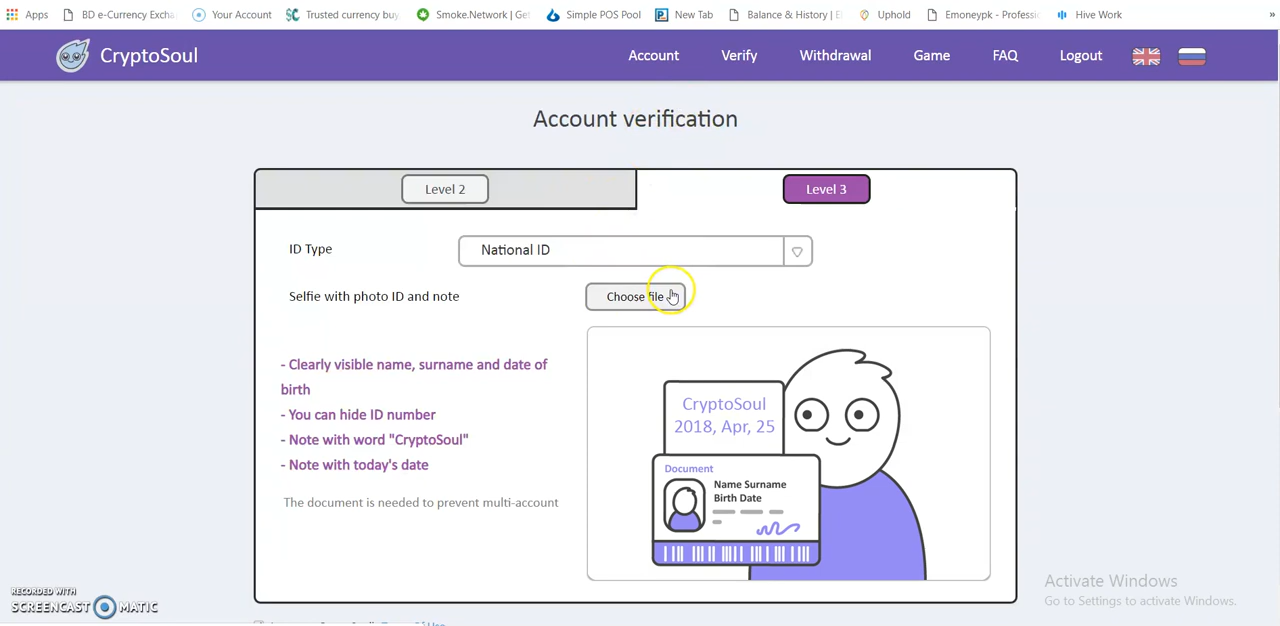 Apps BD e-Currency Excha Your Account Trusted currency buy Smoke.Network | Get Simple POS Pool New Tab Balance & History | E Uphold Emoneypk - Professi Hive Work »
CryptoSoul Account Verify Withdrawal Game FAQ Logout
Account verification
Level 2 Level 3
ID Type National ID
Selfie with photo ID and note Choose file
- Clearly visible name, surname and date of
birth
- You can hide ID number
- Note with word "CryptoSoul"
- Note with today's date
The document is needed to prevent multi-account
CryptoSoul
2018, Apr, 25
Document
Name Surname
Birth Date
Activate Windows
Go to Settings to activate Windows.
RECORDED WITH
SCREENCAST MATIC